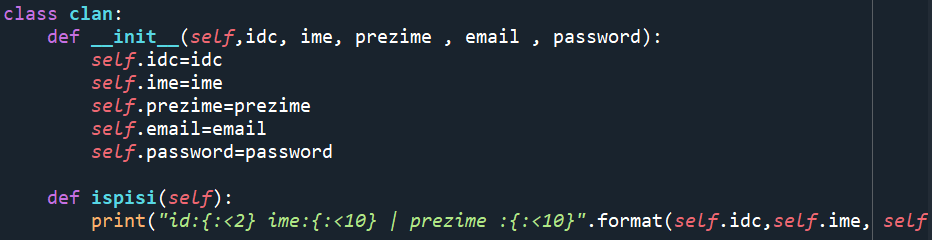 class clan:
    def __init__(self,idc, ime, prezime , email , password):
        self.idc=idc
        self.ime=ime
        self.prezime=prezime
        self.email=email
        self.password=password
    def ispisi(self):
        print("id:{:<2} ime:{:<10} | prezime :{:<10}".format(self.idc,self.ime, self